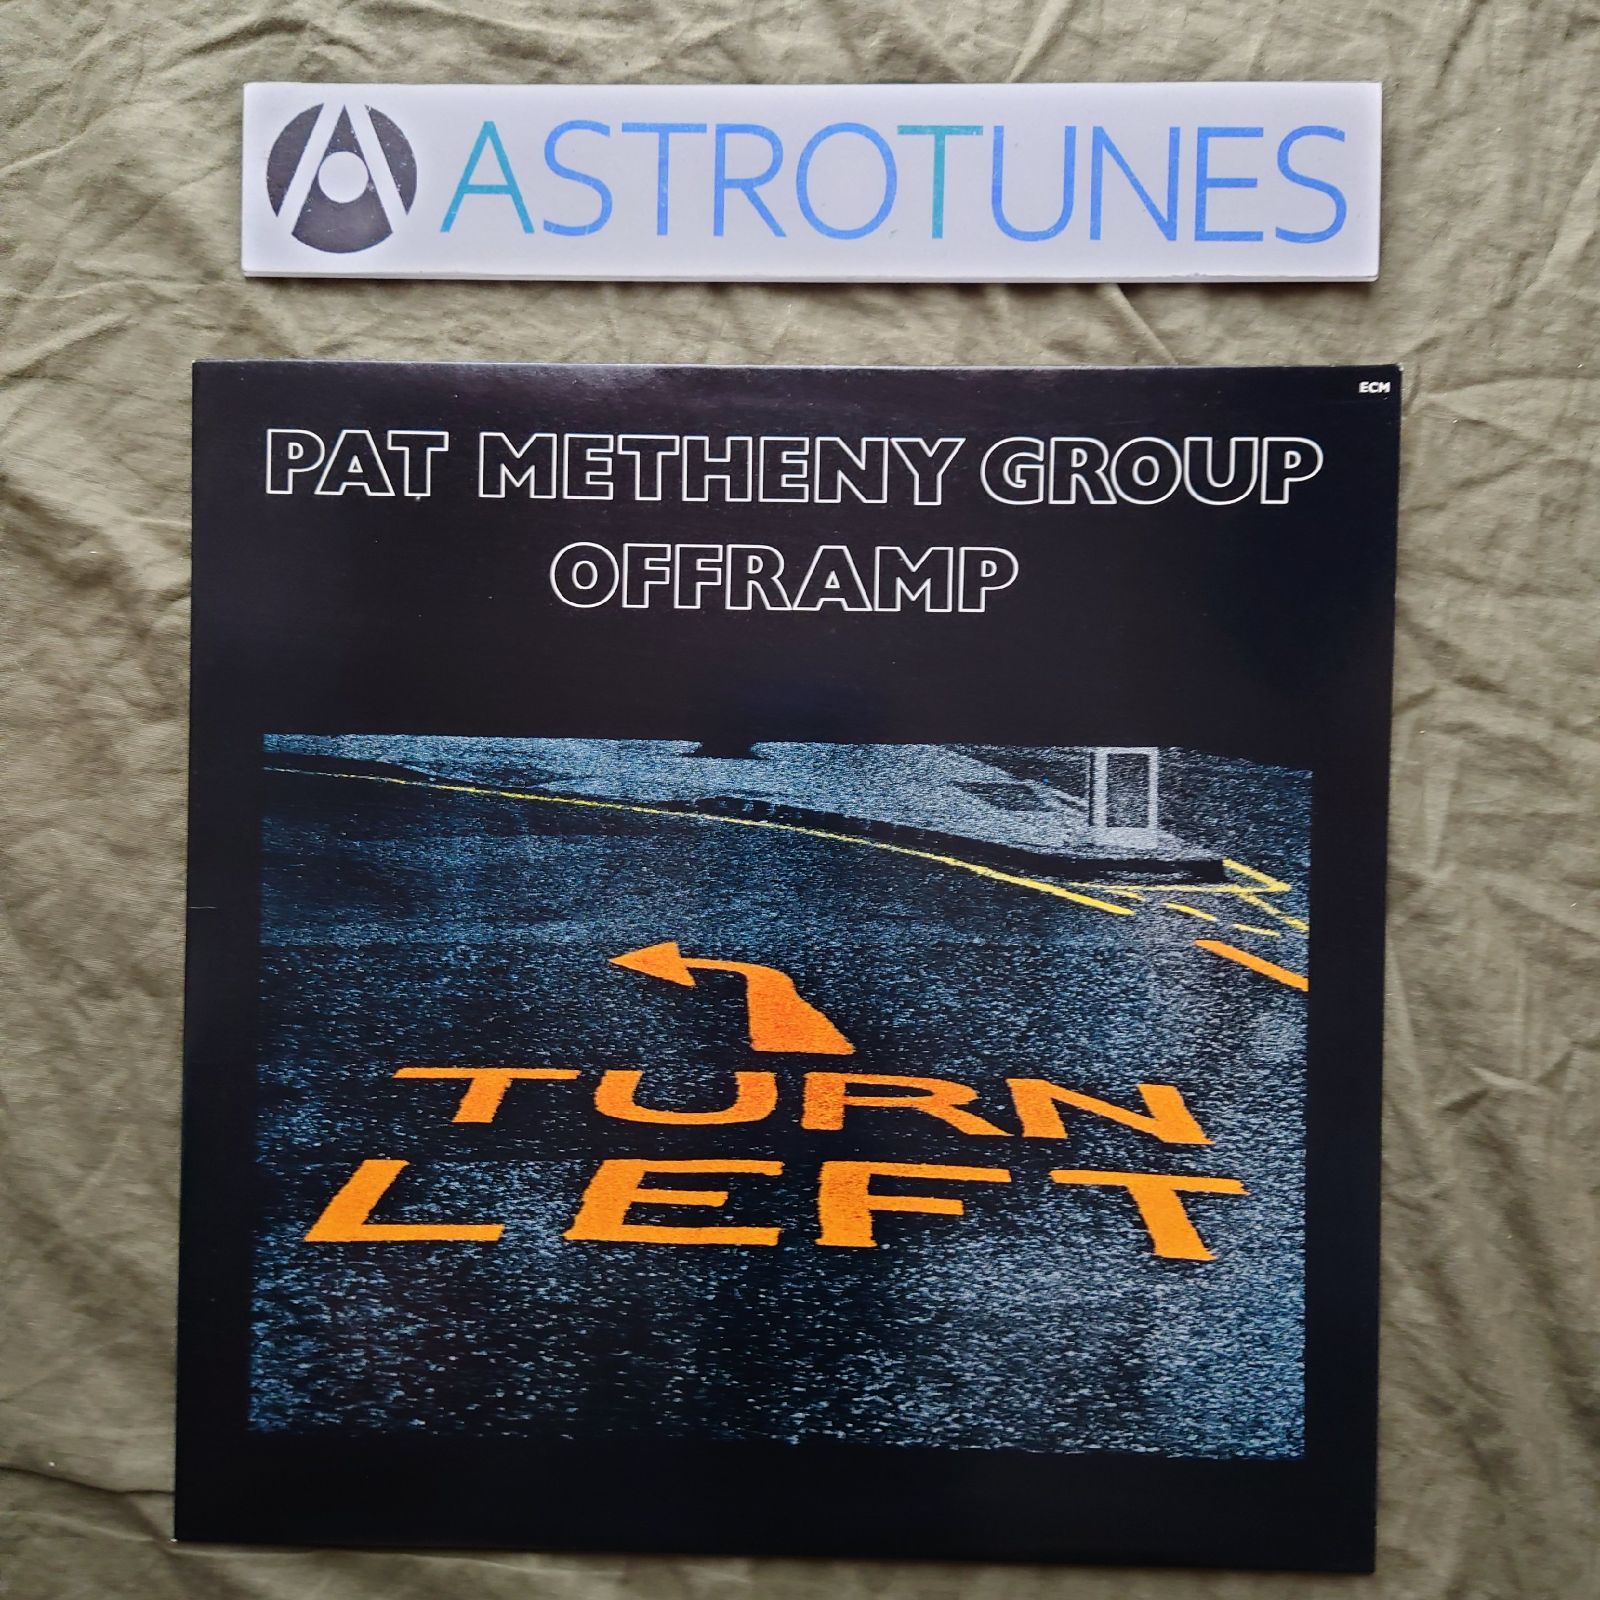 ASTROTUNES
ECM
PAT METHENY GROUP
OFFRAMP
TURN
LEFT